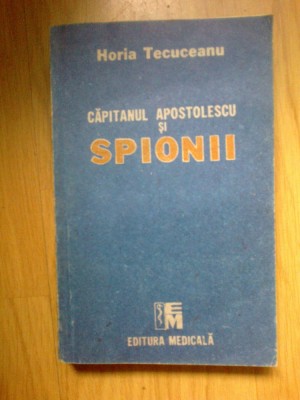 Horia Tecuceanu
CĂPITANUL APOSTOLESCU
ȘI
SPIONII
EM
EDITURA MEDICALĂ